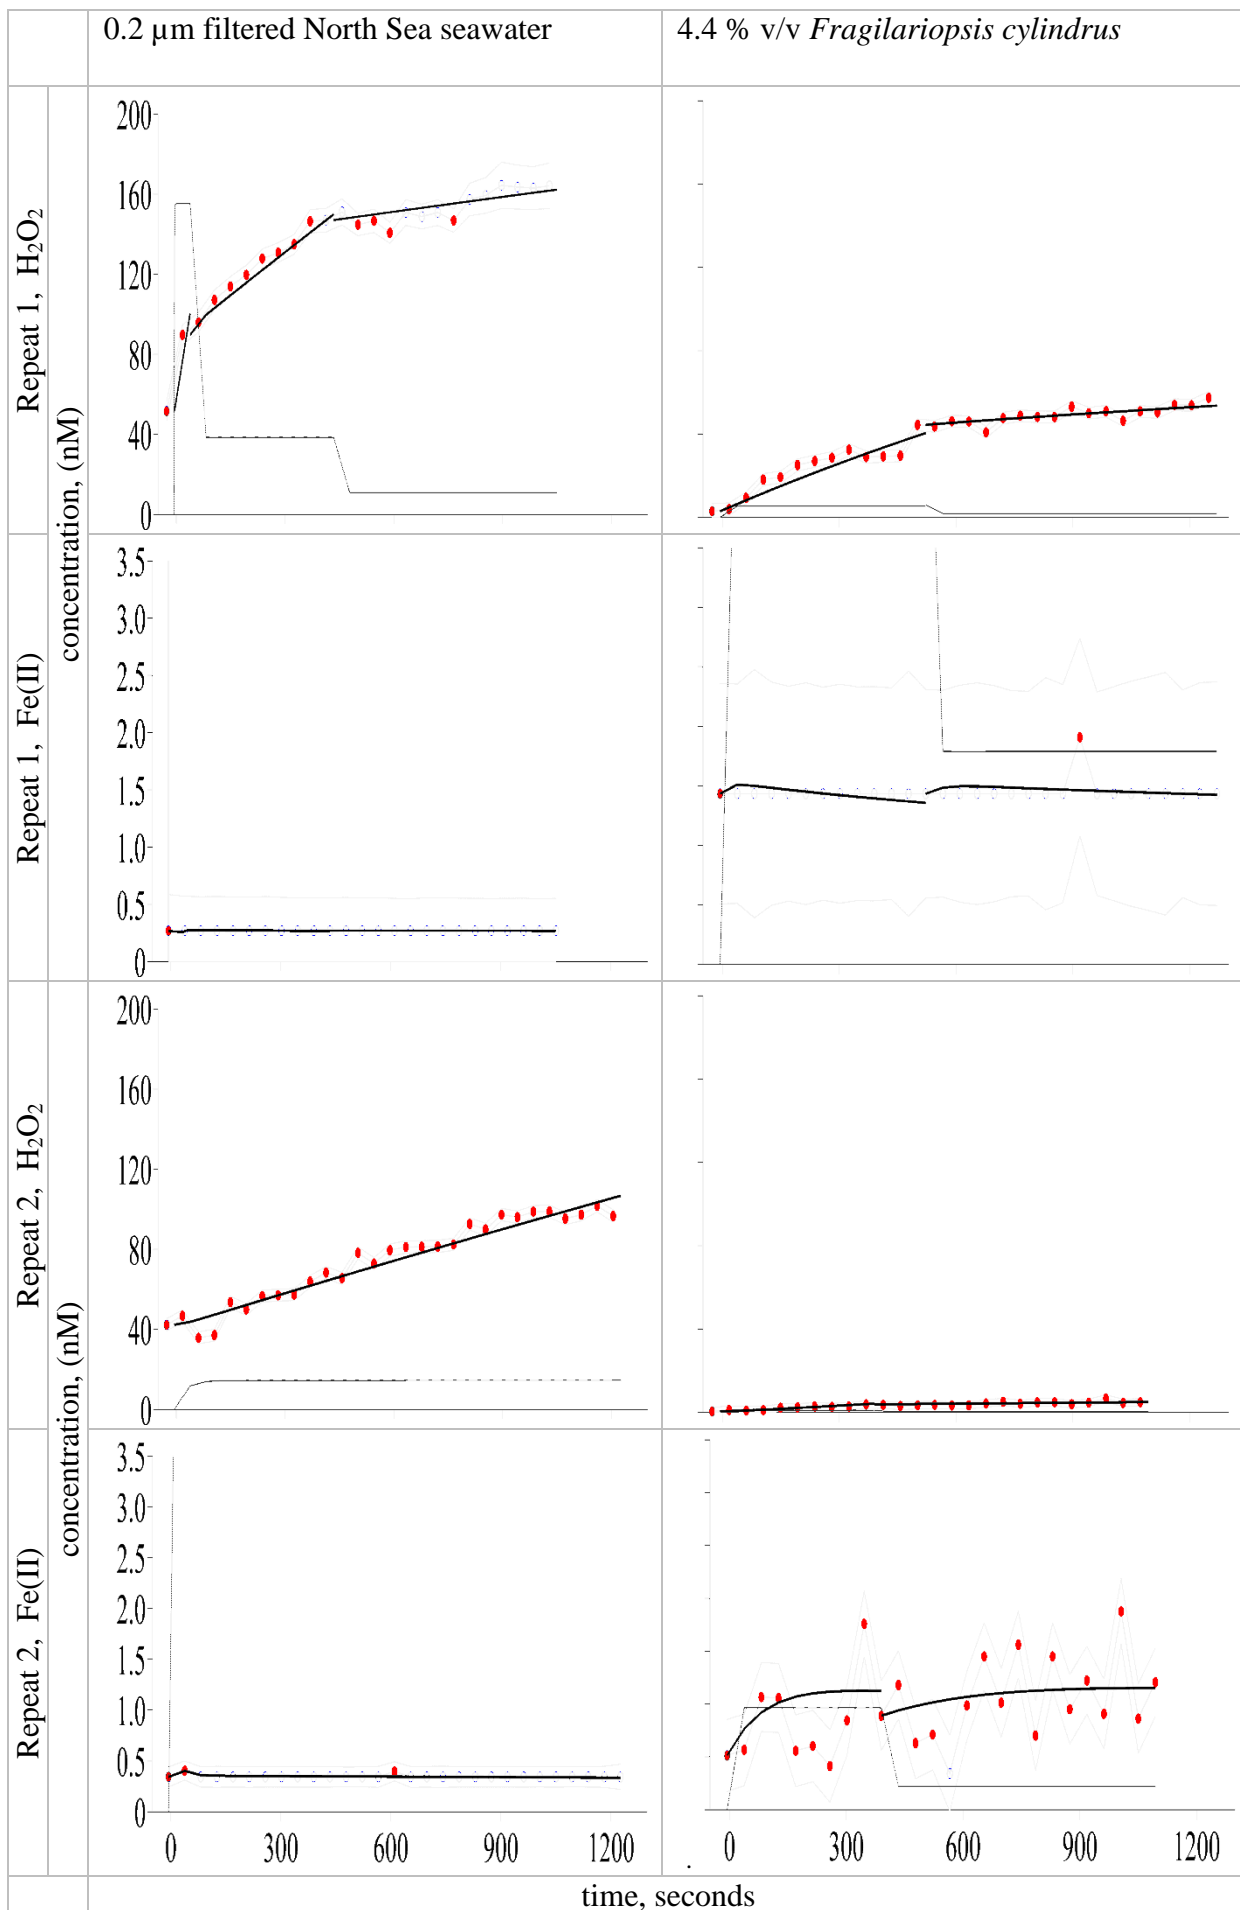 0.2 µm filtered North Sea seawater
4.4 % v/v Fragilariopsis cylindrus
Repeat 1, H₂O₂
concentration, (nM)
200
160
120
80
40
0
Repeat 1, Fe(II)
3.5
3.0
2.5
2.0
1.5
1.0
0.5
0
Repeat 2, H₂O₂
concentration, (nM)
200
160
120
80
40
0
Repeat 2, Fe(II)
3.5
3.0
2.5
2.0
1.5
1.0
0.5
0
0 300 600 900 1200
. 0 300 600 900 1200
time, seconds